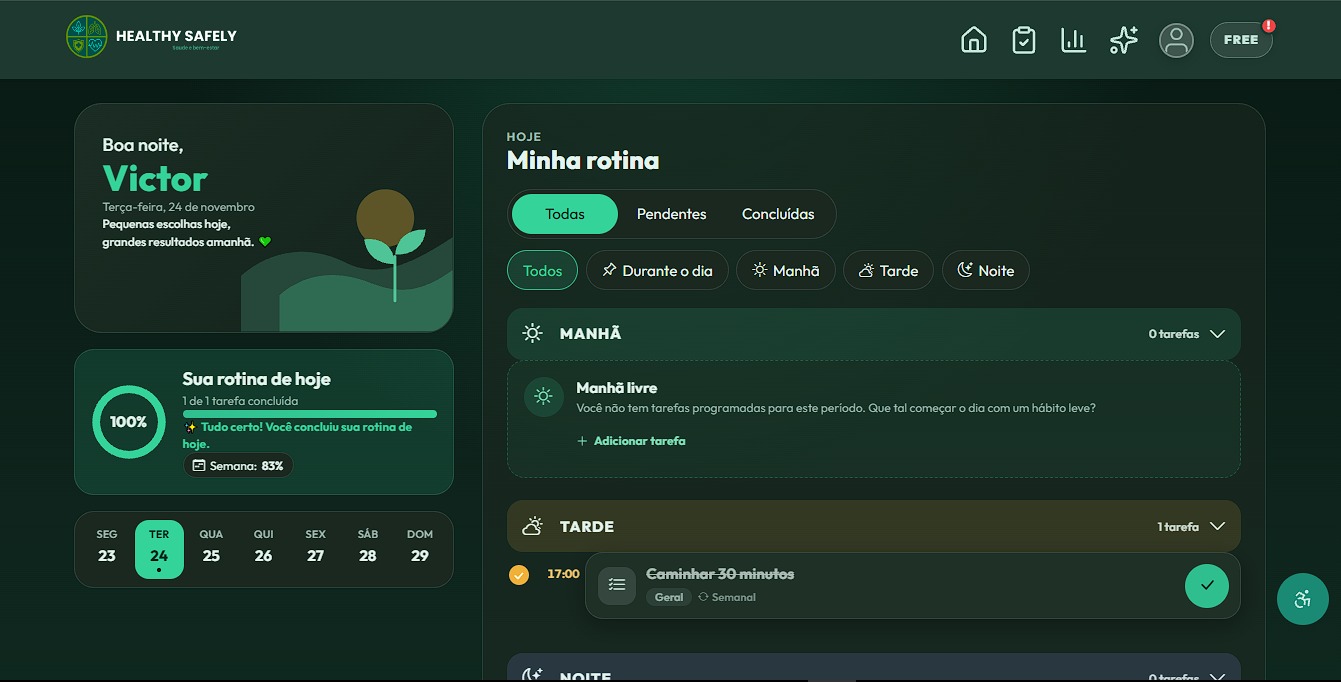 HEALTHY SAFELY
Saúde e bem-estar
FREE
!
Boa noite,
Victor
Terça-feira, 24 de novembro
Pequenas escolhas hoje,
grandes resultados amanhã.
100%
Sua rotina de hoje
1 de 1 tarefa concluída
Tudo certo! Você concluiu sua rotina de
hoje.
Semana: 83%
SEG TER QUA QUI SEX SÁB DOM
23 24 25 26 27 28 29
HOJE
Minha rotina
Todas Pendentes Concluídas
Todos Durante o dia Manhã Tarde Noite
MANHÃ 0 tarefas
Manhã livre
Você não tem tarefas programadas para este período. Que tal começar o dia com um hábito leve?
+ Adicionar tarefa
TARDE 1 tarefa
17:00 Caminhar 30 minutos
Geral Semanal
NOITE 0 tarefas